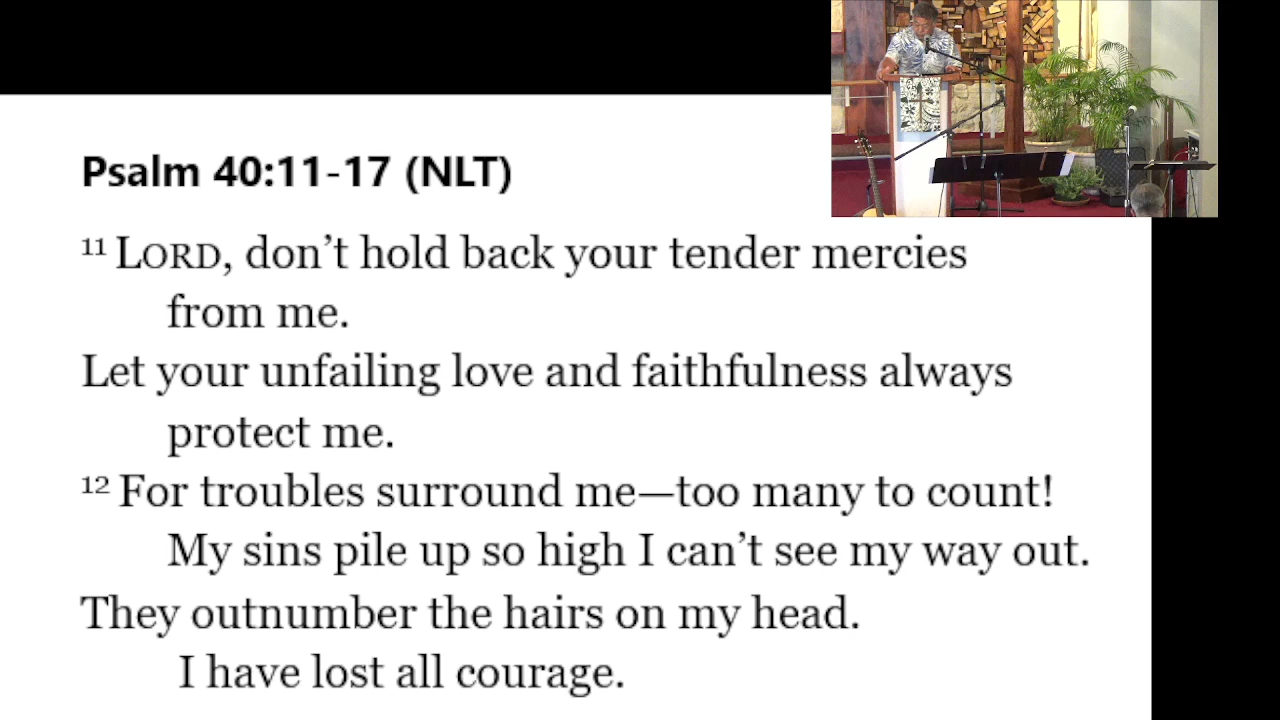 Psalm 40:11-17 (NLT)
¹¹ LORD, don’t hold back your tender mercies
from me.
Let your unfailing love and faithfulness always
protect me.
¹² For troubles surround me—too many to count!
My sins pile up so high I can’t see my way out.
They outnumber the hairs on my head.
I have lost all courage.